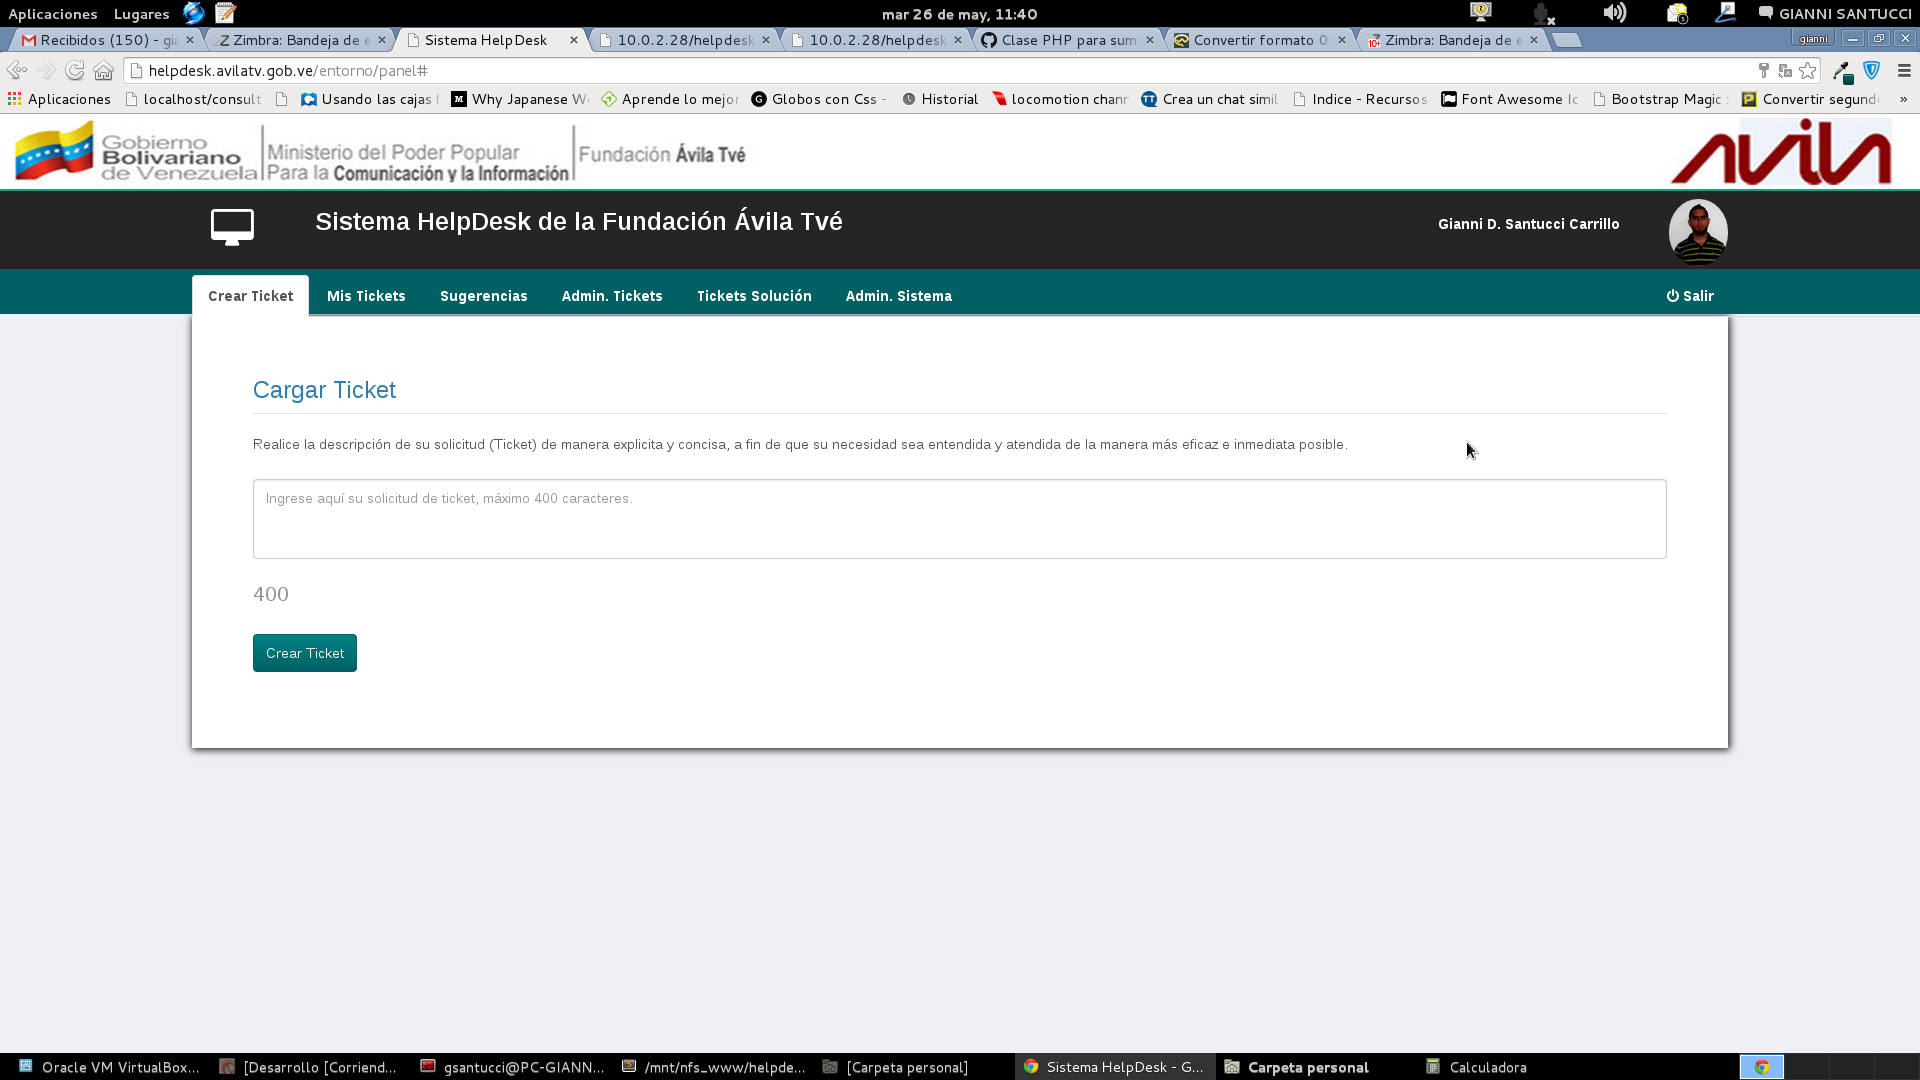 Aplicaciones Lugares mar 26 de may, 11:40 GIANNI SANTUCCI
Recibidos (150) - gia Zimbra: Bandeja de e Sistema HelpDesk 10.0.2.28/helpdesk 10.0.2.28/helpdesk Clase PHP para sum Convertir formato 0 Zimbra: Bandeja de e gianni
helpdesk.avilatv.gob.ve/entorno/panel#
Aplicaciones localhost/consult Usando las cajas f Why Japanese W Aprende lo mejor Globos con Css - Historial locomotion chann Crea un chat simil Indice - Recursos Font Awesome Ic Bootstrap Magic Convertir segund »
Gobierno Bolivariano de Venezuela
Ministerio del Poder Popular Para la Comunicación y la Información
Fundación Ávila Tvé
avila
Sistema HelpDesk de la Fundación Ávila Tvé
Gianni D. Santucci Carrillo
Crear Ticket Mis Tickets Sugerencias Admin. Tickets Tickets Solución Admin. Sistema Salir
Cargar Ticket
Realice la descripción de su solicitud (Ticket) de manera explicita y concisa, a fin de que su necesidad sea entendida y atendida de la manera más eficaz e inmediata posible.
Ingrese aquí su solicitud de ticket, máximo 400 caracteres.
400
Crear Ticket
Oracle VM VirtualBox... [Desarrollo [Corriend... gsantucci@PC-GIANN... /mnt/nfs_www/helpde... [Carpeta personal] Sistema HelpDesk - G... Carpeta personal Calculadora